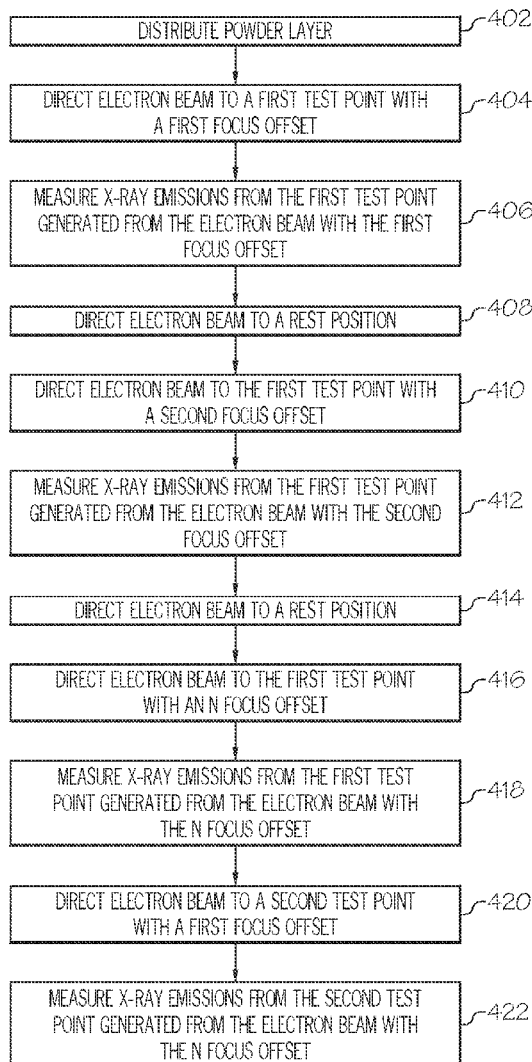 DISTRIBUTE POWDER LAYER
402
DIRECT ELECTRON BEAM TO A FIRST TEST POINT WITH
A FIRST FOCUS OFFSET
404
MEASURE X-RAY EMISSIONS FROM THE FIRST TEST POINT
GENERATED FROM THE ELECTRON BEAM WITH THE FIRST
FOCUS OFFSET
406
DIRECT ELECTRON BEAM TO A REST POSITION
408
DIRECT ELECTRON BEAM TO THE FIRST TEST POINT WITH
A SECOND FOCUS OFFSET
410
MEASURE X-RAY EMISSIONS FROM THE FIRST TEST POINT
GENERATED FROM THE ELECTRON BEAM WITH THE SECOND
FOCUS OFFSET
412
DIRECT ELECTRON BEAM TO A REST POSITION
414
DIRECT ELECTRON BEAM TO THE FIRST TEST POINT
WITH AN N FOCUS OFFSET
416
MEASURE X-RAY EMISSIONS FROM THE FIRST TEST
POINT GENERATED FROM THE ELECTRON BEAM WITH
THE N FOCUS OFFSET
418
DIRECT ELECTRON BEAM TO A SECOND TEST POINT
WITH A FIRST FOCUS OFFSET
420
MEASURE X-RAY EMISSIONS FROM THE SECOND TEST
POINT GENERATED FROM THE ELECTRON BEAM WITH
THE N FOCUS OFFSET
422